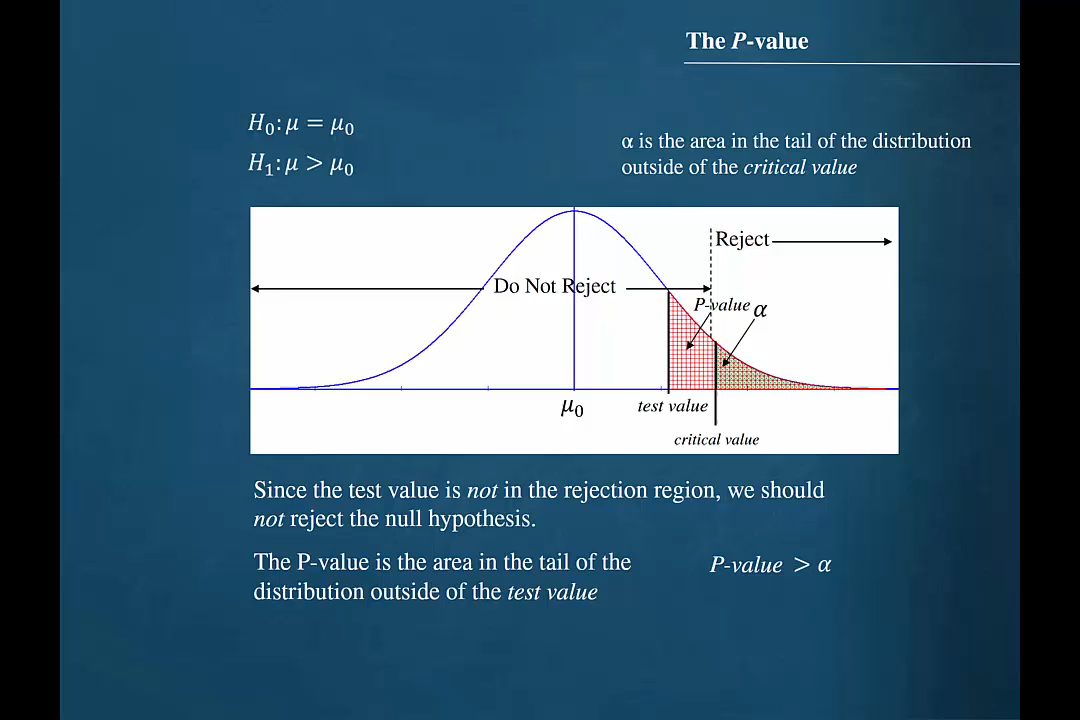 The P-value
H₀: μ = μ₀
H₁: μ > μ₀
α is the area in the tail of the distribution
outside of the critical value
Reject
Do Not Reject
P-value
α
μ₀
test value
critical value
Since the test value is not in the rejection region, we should
not reject the null hypothesis.
The P-value is the area in the tail of the
distribution outside of the test value
P-value > α